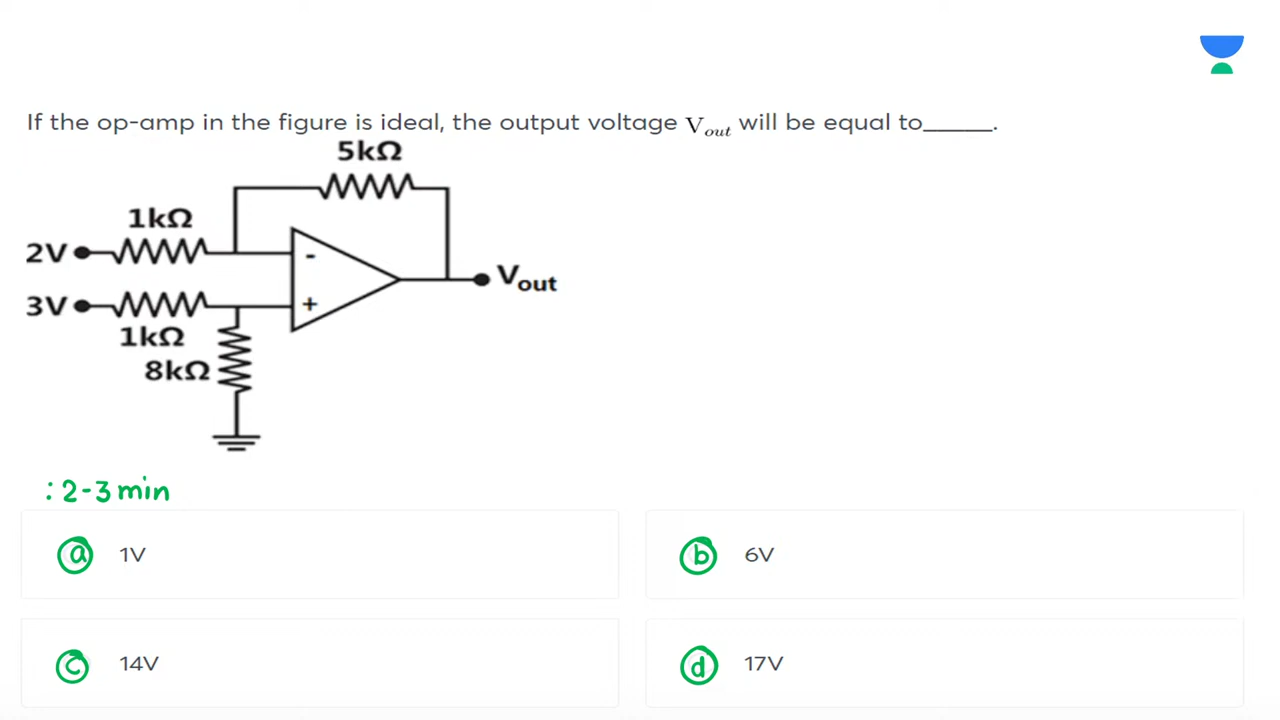 If the op-amp in the figure is ideal, the output voltage Vout will be equal to_____.
5kΩ
1kΩ
2V
-
Vout
3V
+
1kΩ
8kΩ
: 2-3 min
a 1V
b 6V
c 14V
d 17V